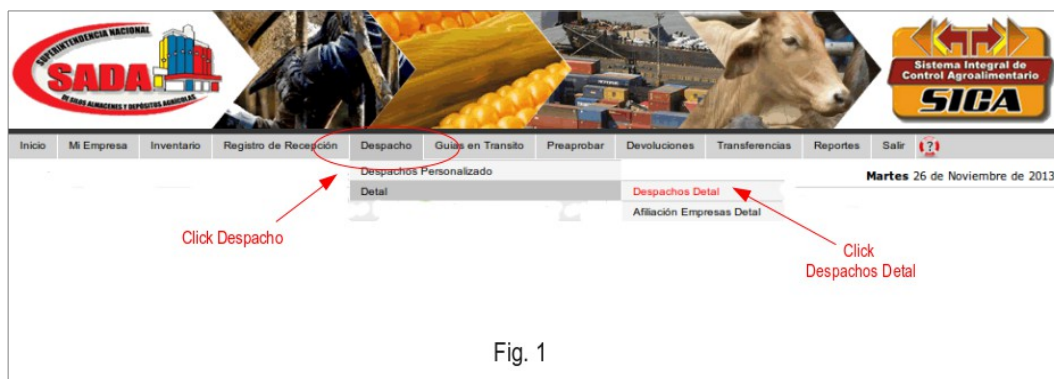 SUPERINTENDENCIA NACIONAL
SADA
DE SILOS ALMACENES Y DEPÓSITOS AGRÍCOLAS
Sistema Integral de
Control Agroalimentario
SICA
Inicio Mi Empresa Inventario Registro de Recepción Despacho Guias en Transito Preaprobar Devoluciones Transferencias Reportes Salir (?)
Despachos Personalizado
Martes 26 de Noviembre de 2013
Detal
Despachos Detal
Afiliación Empresas Detal
Click Despacho
Click
Despachos Detal
Fig. 1